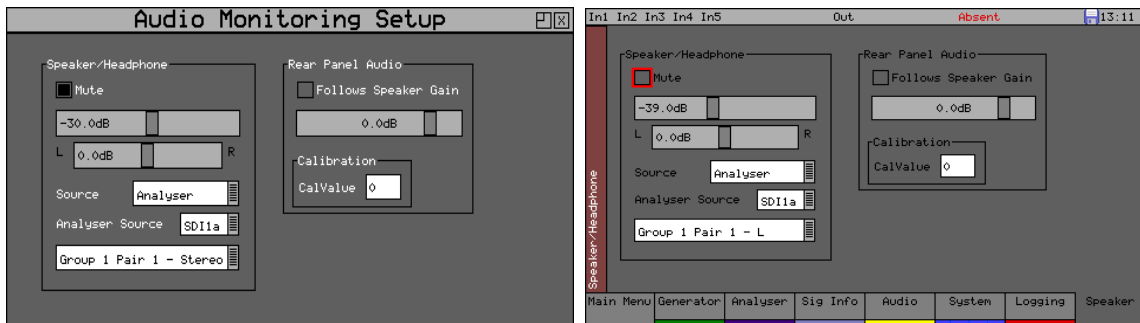 Audio Monitoring Setup
Speaker/Headphone
Mute
-30.0dB
L 0.0dB R
Source Analyser
Analyser Source SDI1a
Group 1 Pair 1 - Stereo
Rear Panel Audio
Follows Speaker Gain
0.0dB
Calibration
CalValue 0
In1 In2 In3 In4 In5 Out Absent 13:11
Speaker/Headphone
Speaker/Headphone
Mute
-39.0dB
L 0.0dB R
Source Analyser
Analyser Source SDI1a
Group 1 Pair 1 - L
Rear Panel Audio
Follows Speaker Gain
0.0dB
Calibration
CalValue 0
Main Menu Generator Analyser Sig Info Audio System Logging Speaker